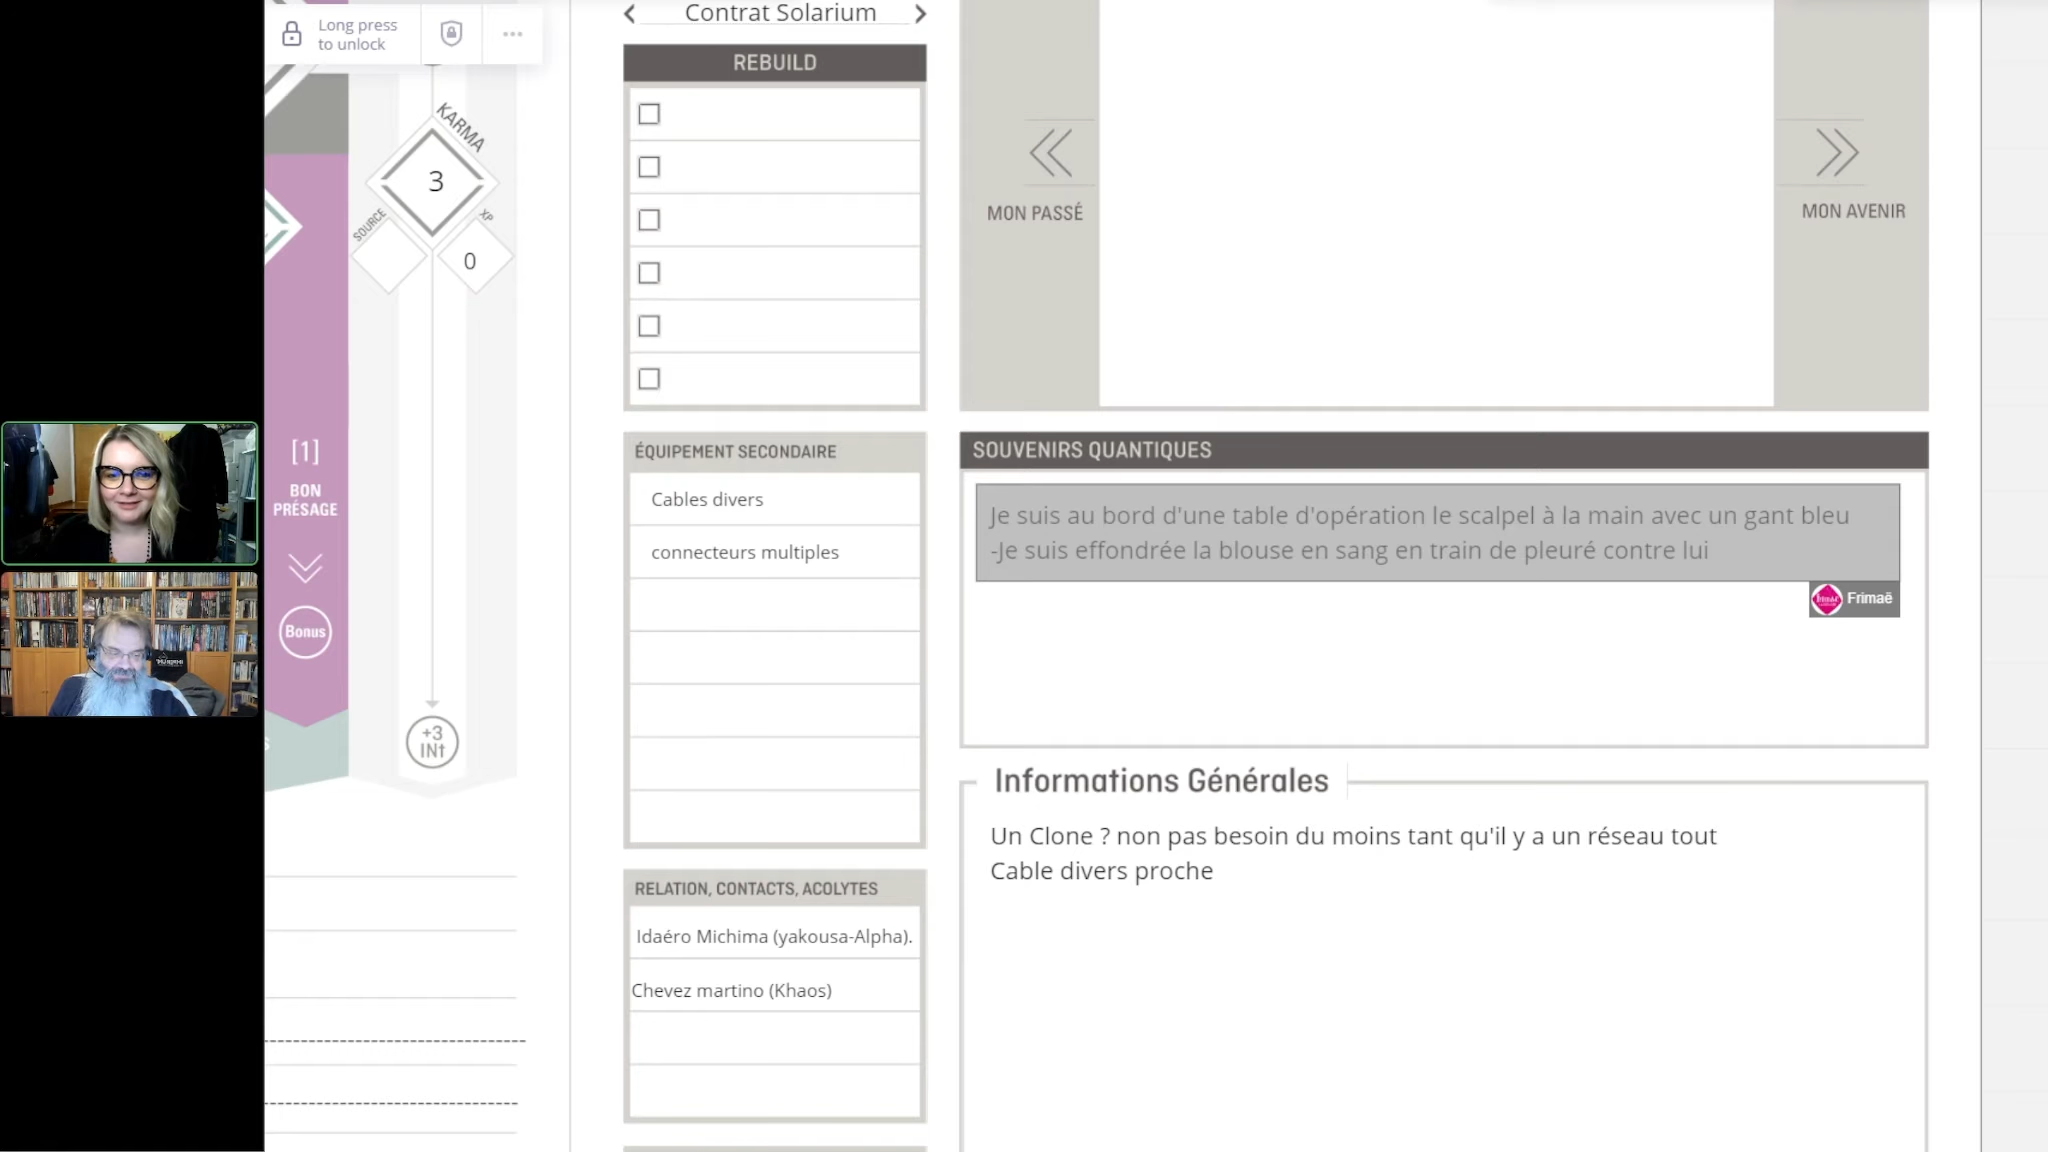 Long press
to unlock
KARMA
3
SOURCE
XP
0
[1]
BON
PRÉSAGE
Bonus
+3
INt
Contrat Solarium
REBUILD
ÉQUIPEMENT SECONDAIRE
Cables divers
connecteurs multiples
RELATION, CONTACTS, ACOLYTES
Idaéro Michima (yakousa-Alpha).
Chevez martino (Khaos)
MON PASSÉ
MON AVENIR
SOUVENIRS QUANTIQUES
Je suis au bord d'une table d'opération le scalpel à la main avec un gant bleu
-Je suis effondrée la blouse en sang en train de pleuré contre lui
Frimaë
Informations Générales
Un Clone ? non pas besoin du moins tant qu'il y a un réseau tout
Cable divers proche